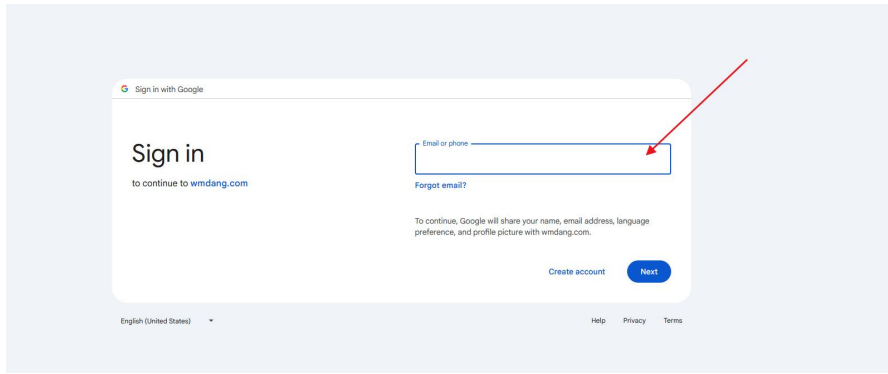 Sign in with Google
Sign in
to continue to wmdang.com
Email or phone
Forgot email?
To continue, Google will share your name, email address, language
preference, and profile picture with wmdang.com.
Create account
Next
English (United States)
Help Privacy Terms